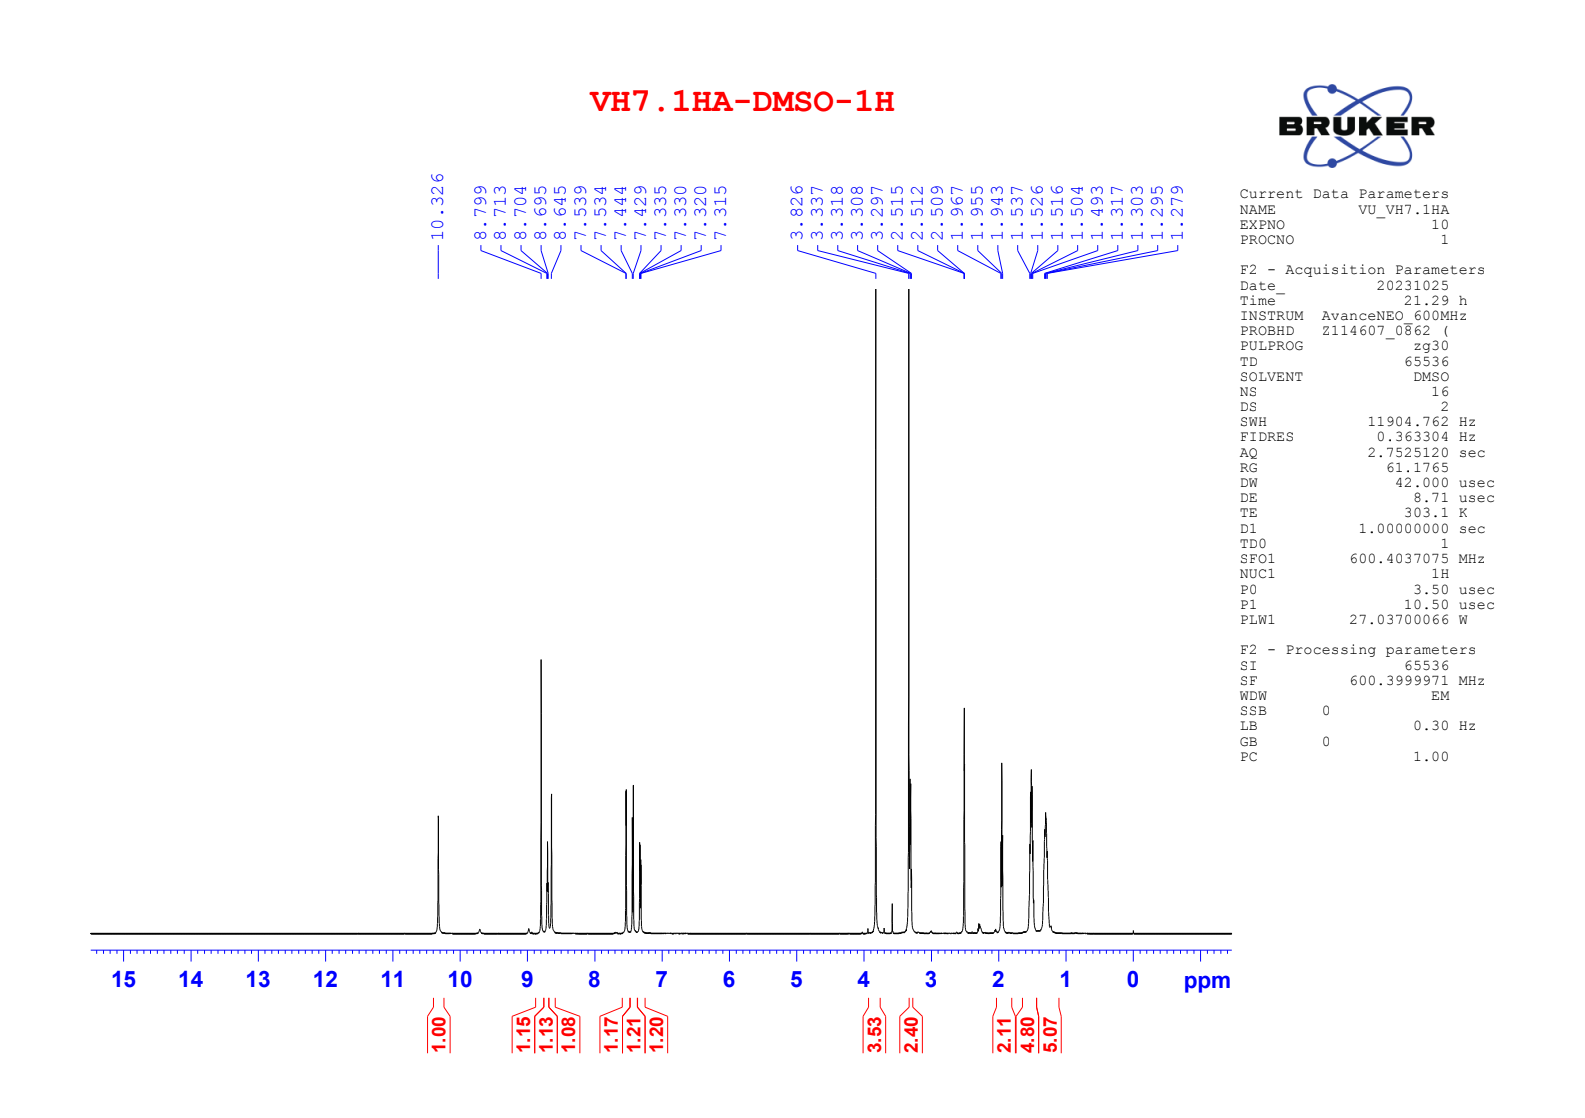 VH7.1HA-DMSO-1H
BRUKER
10.326
8.799
8.713
8.704
8.695
8.645
7.539
7.534
7.444
7.429
7.335
7.330
7.320
7.315
3.826
3.337
3.318
3.308
3.297
2.515
2.512
2.509
1.967
1.955
1.943
1.537
1.526
1.516
1.504
1.493
1.317
1.303
1.295
1.279
Current Data Parameters
NAME VU_VH7.1HA
EXPNO 10
PROCNO 1
F2 - Acquisition Parameters
Date_ 20231025
Time 21.29 h
INSTRUM AvanceNEO_600MHz
PROBHD Z114607_0862 (
PULPROG zg30
TD 65536
SOLVENT DMSO
NS 16
DS 2
SWH 11904.762 Hz
FIDRES 0.363304 Hz
AQ 2.7525120 sec
RG 61.1765
DW 42.000 usec
DE 8.71 usec
TE 303.1 K
D1 1.00000000 sec
TD0 1
SFO1 600.4037075 MHz
NUC1 1H
P0 3.50 usec
P1 10.50 usec
PLW1 27.03700066 W
F2 - Processing parameters
SI 65536
SF 600.3999971 MHz
WDW EM
SSB 0
LB 0.30 Hz
GB 0
PC 1.00
15 14 13 12 11 10 9 8 7 6 5 4 3 2 1 0 ppm
1.00
1.15
1.13
1.08
1.17
1.21
1.20
3.53
2.40
2.11
4.80
5.07